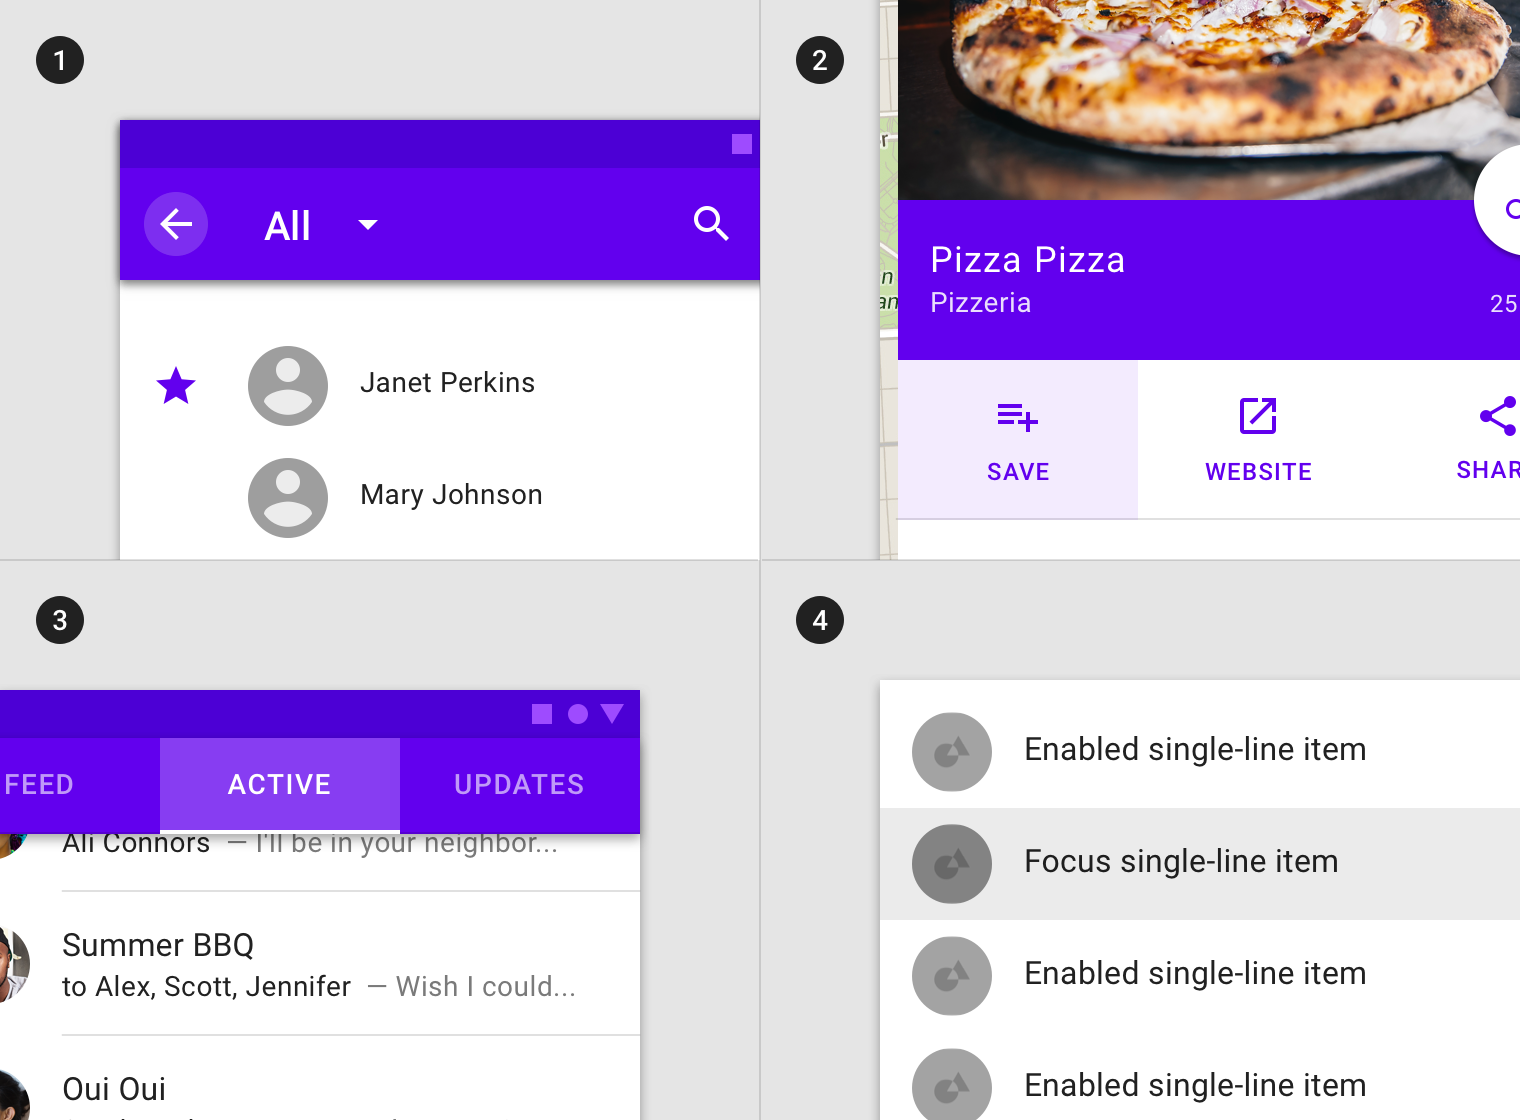 1
All
Janet Perkins
Mary Johnson
2
Pizza Pizza
Pizzeria
25
SAVE
WEBSITE
SHAR
3
FEED
ACTIVE
UPDATES
Ali Connors — I'll be in your neighbor...
Summer BBQ
to Alex, Scott, Jennifer — Wish I could...
Oui Oui
4
Enabled single-line item
Focus single-line item
Enabled single-line item
Enabled single-line item